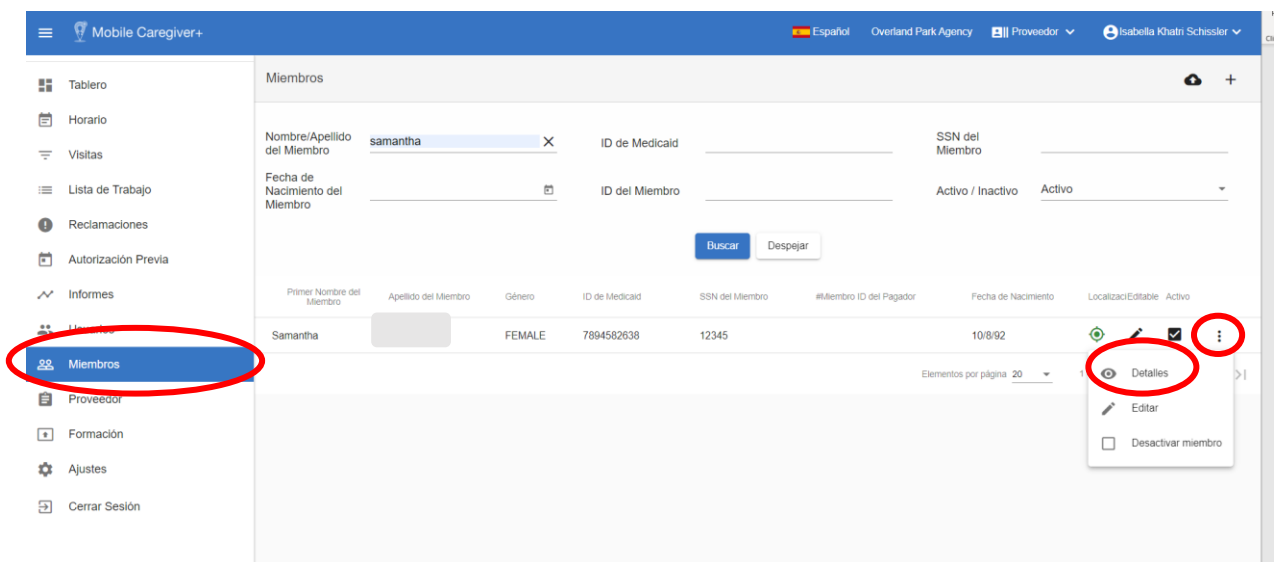 Mobile Caregiver+
Español
Overland Park Agency
Proveedor
Isabella Khatri Schissler
Tablero
Horario
Visitas
Lista de Trabajo
Reclamaciones
Autorización Previa
Informes
Miembros
Proveedor
Formación
Ajustes
Cerrar Sesión
Miembros
Nombre/Apellido
del Miembro
samantha
ID de Medicaid
SSN del
Miembro
Fecha de
Nacimiento del
Miembro
ID del Miembro
Activo / Inactivo
Activo
Buscar
Despejar
Primer Nombre del
Miembro
Apellido del Miembro
Género
ID de Medicaid
SSN del Miembro
#Miembro ID del Pagador
Fecha de Nacimiento
Localizaci
Editable
Activo
Samantha
FEMALE
7894582638
12345
10/8/92
Elementos por página
20
1
Detalles
Editar
Desactivar miembro